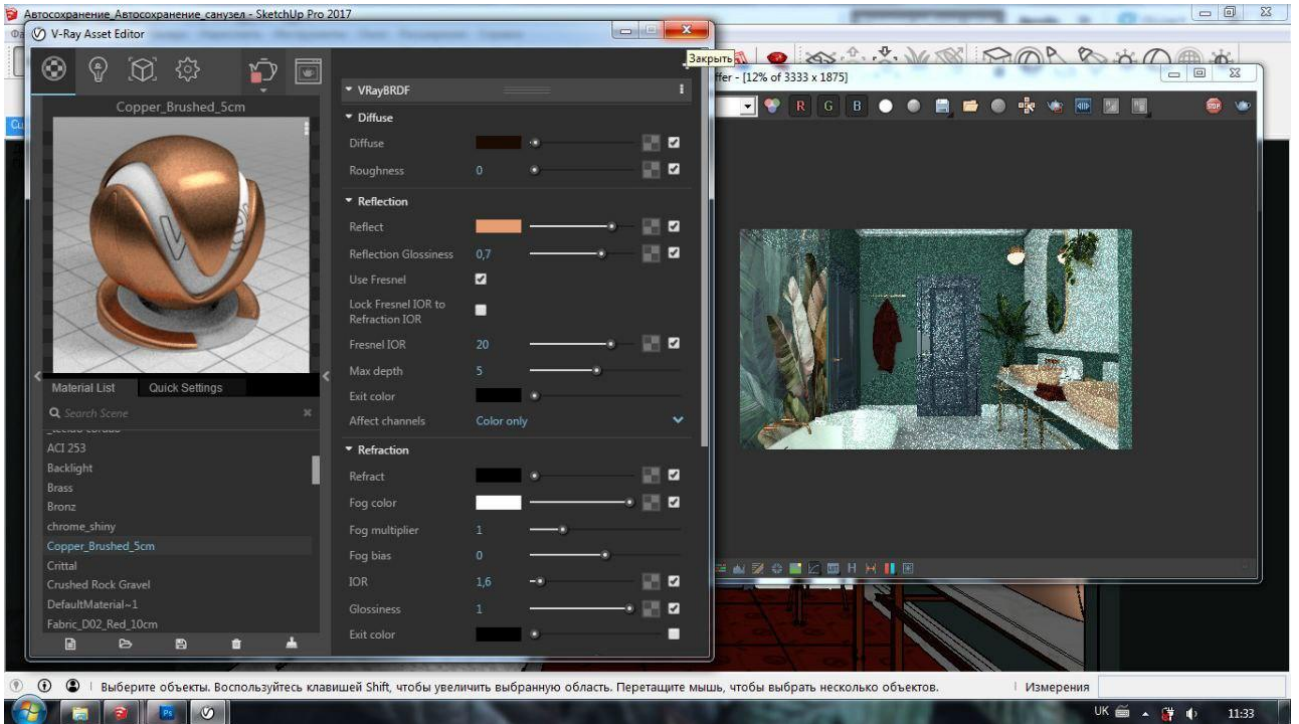 Автосохранение_Автосохранение_санузел - SketchUp Pro 2017
V-Ray Asset Editor
Закрыть
ffer - [12% of 3333 x 1875]
R G B
Copper_Brushed_5cm
VRayBRDF
Diffuse
Diffuse
Roughness 0
Reflection
Reflect
Reflection Glossiness 0,7
Use Fresnel
Lock Fresnel IOR to
Refraction IOR
Fresnel IOR 20
Max depth 5
Exit color
Affect channels Color only
Refraction
Refract
Fog color
Fog multiplier 1
Fog bias 0
IOR 1,6
Glossiness 1
Exit color
Material List Quick Settings
Search Scene
ACI 253
Backlight
Brass
Bronz
chrome_shiny
Copper_Brushed_5cm
Crittal
Crushed Rock Gravel
DefaultMaterial~1
Fabric_D02_Red_10cm
H
Выберите объекты. Воспользуйтесь клавишей Shift, чтобы увеличить выбранную область. Перетащите мышь, чтобы выбрать несколько объектов.
Измерения
Ps
UK
11:33